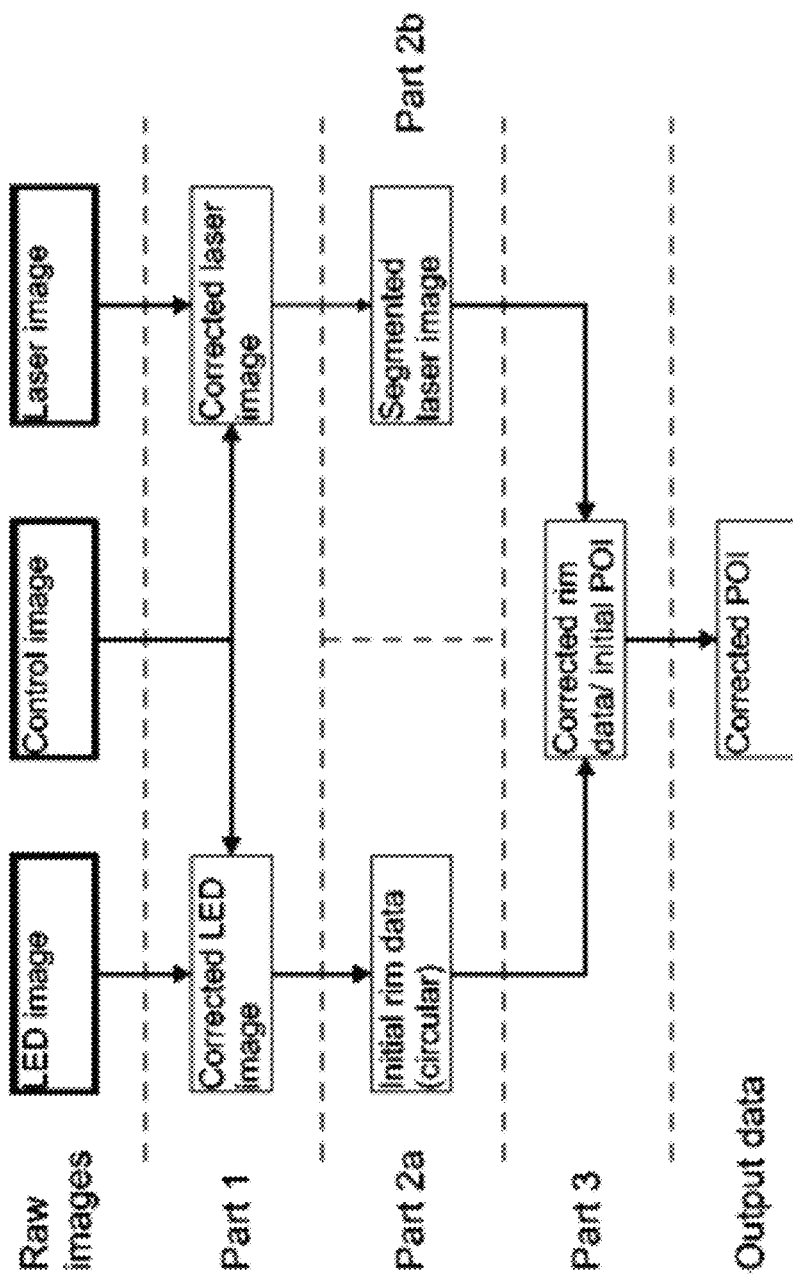 Raw
images
LED image
Control image
Laser image
Part 1
Corrected LED
image
Corrected laser
image
Part 2a
Initial rim data
(circular)
Segmented
laser image
Part 2b
Part 3
Corrected rim
data/ initial POI
Output data
Corrected POI